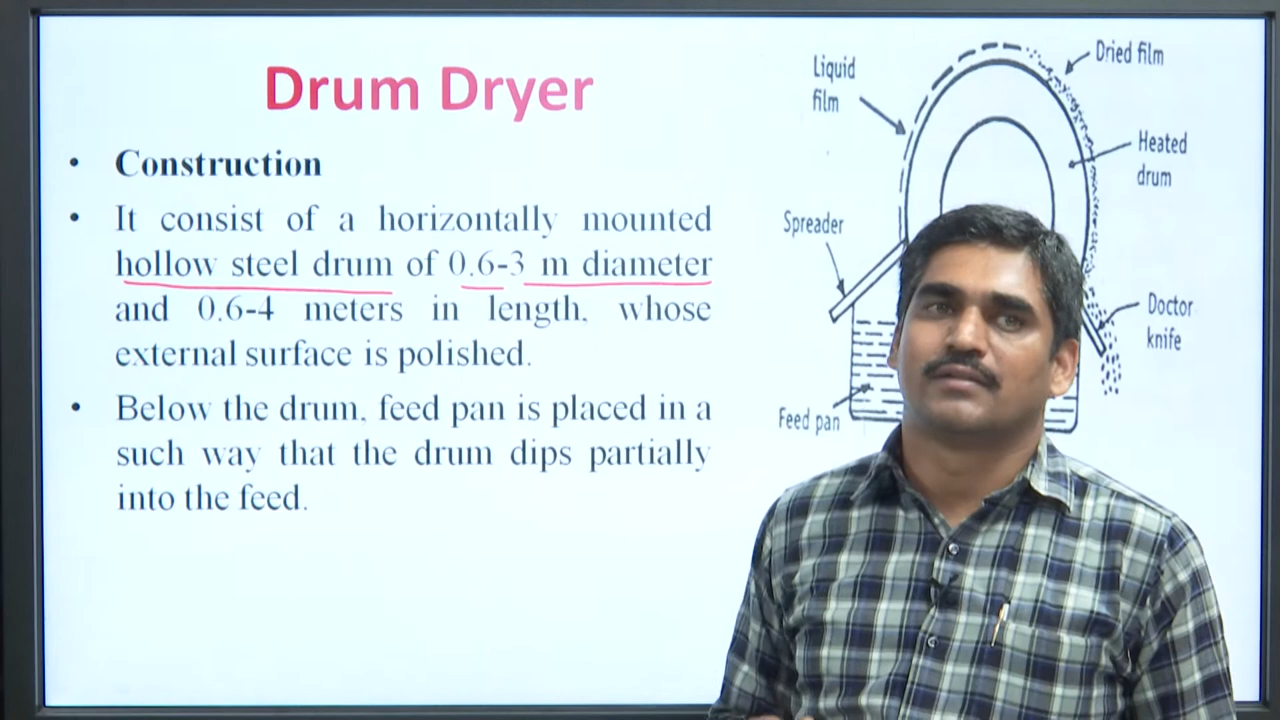 Drum Dryer
• Construction
• It consist of a horizontally mounted
hollow steel drum of 0.6-3 m diameter
and 0.6-4 meters in length, whose
external surface is polished.
• Below the drum, feed pan is placed in a
such way that the drum dips partially
into the feed.
Liquid
film
Dried film
Heated
drum
Spreader
Doctor
knife
Feed pan